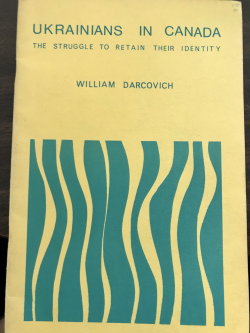 UKRAINIANS IN CANADA
THE STRUGGLE TO RETAIN THEIR IDENTITY
WILLIAM DARCOVICH